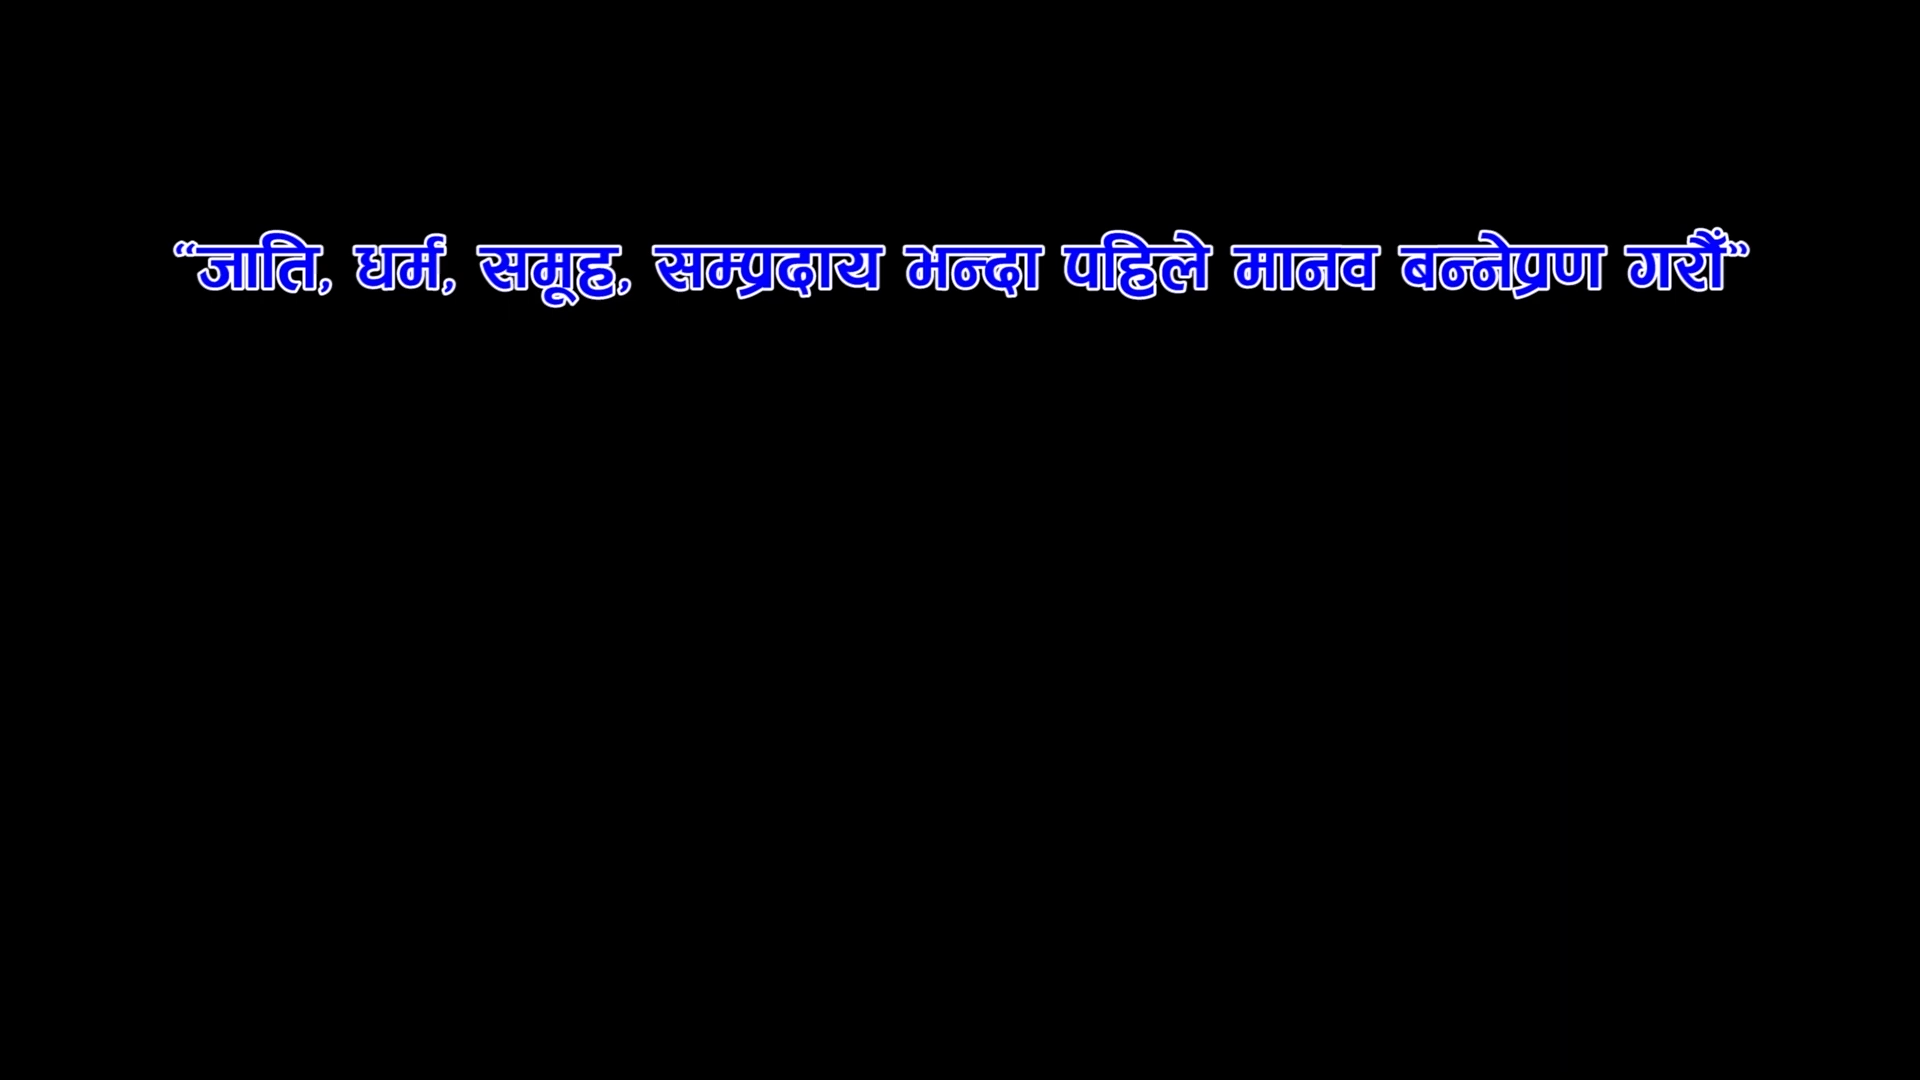 “जाति, धर्म, समूह, सम्प्रदाय भन्दा पहिले मानव बन्नेप्रण गरौँ”